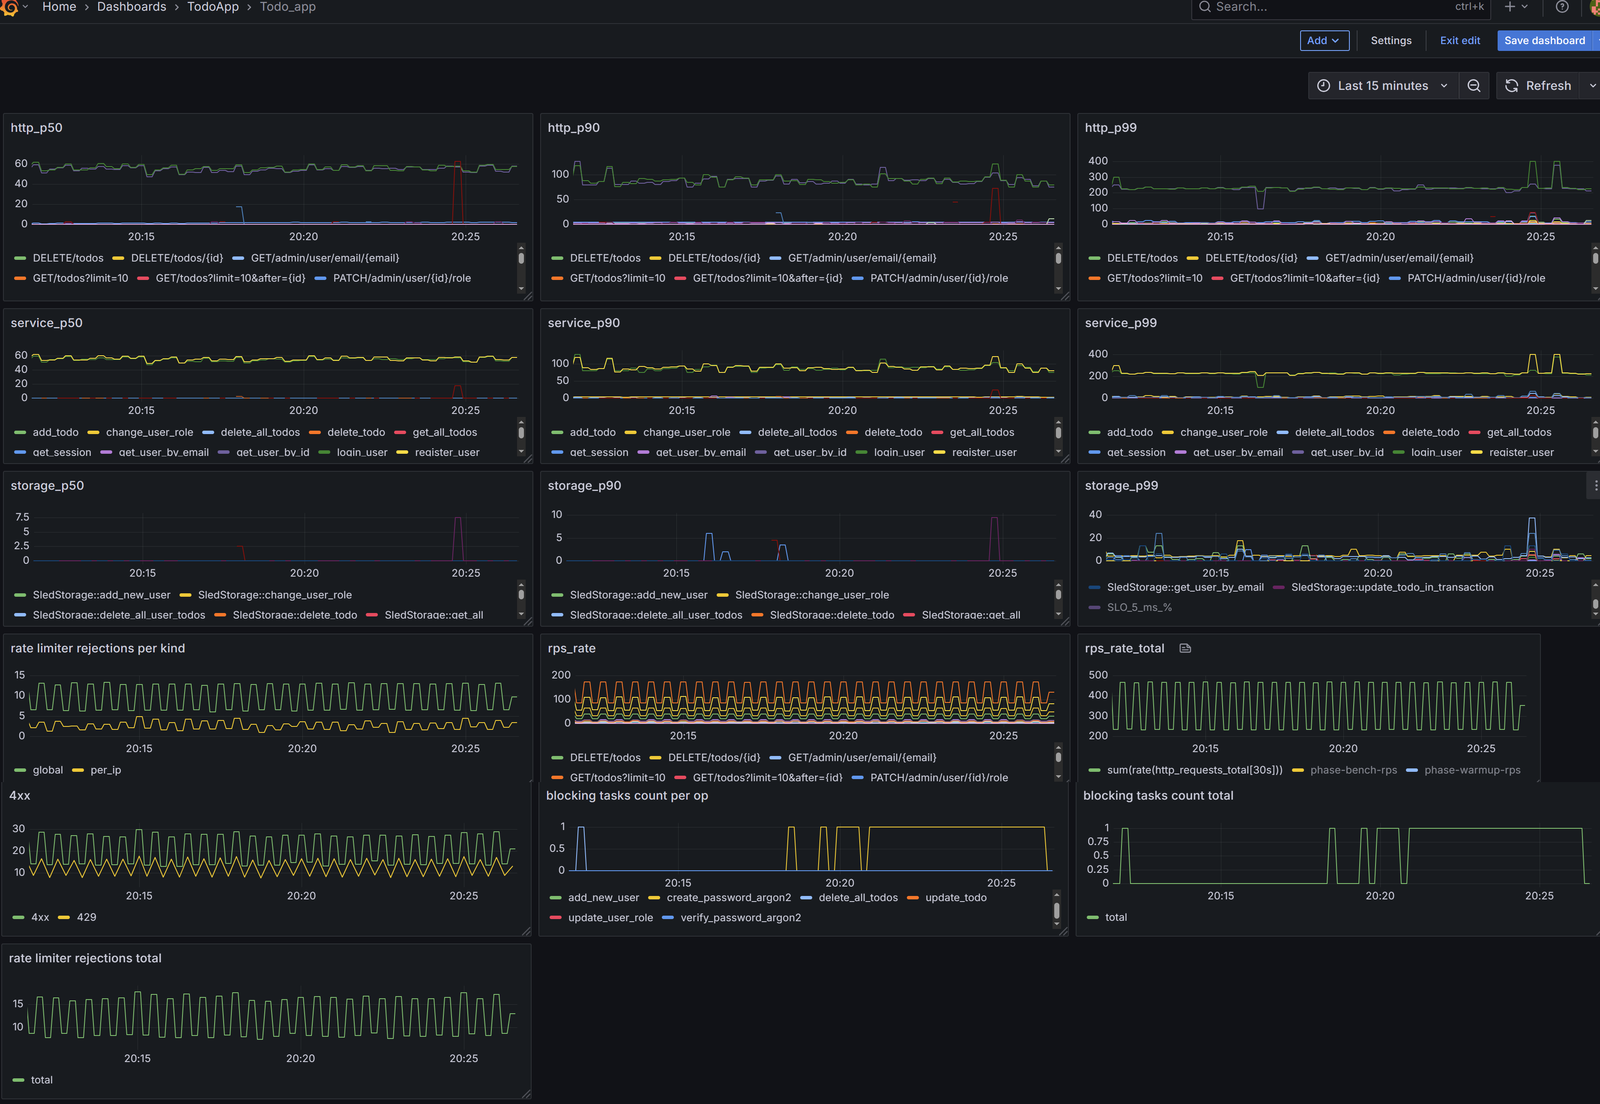 Home › Dashboards › TodoApp › Todo_app
Search... ctrl+k
Add Settings Exit edit Save dashboard
Last 15 minutes Refresh
http_p50
60
40
20
0
20:15 20:20 20:25
DELETE/todos DELETE/todos/{id} GET/admin/user/email/{email}
GET/todos?limit=10 GET/todos?limit=10&after={id} PATCH/admin/user/{id}/role
http_p90
100
50
0
20:15 20:20 20:25
DELETE/todos DELETE/todos/{id} GET/admin/user/email/{email}
GET/todos?limit=10 GET/todos?limit=10&after={id} PATCH/admin/user/{id}/role
http_p99
400
300
200
100
0
20:15 20:20 20:25
DELETE/todos DELETE/todos/{id} GET/admin/user/email/{email}
GET/todos?limit=10 GET/todos?limit=10&after={id} PATCH/admin/user/{id}/role
service_p50
60
40
20
0
20:15 20:20 20:25
add_todo change_user_role delete_all_todos delete_todo get_all_todos
get_session get_user_by_email get_user_by_id login_user register_user
service_p90
100
50
0
20:15 20:20 20:25
add_todo change_user_role delete_all_todos delete_todo get_all_todos
get_session get_user_by_email get_user_by_id login_user register_user
service_p99
400
200
0
20:15 20:20 20:25
add_todo change_user_role delete_all_todos delete_todo get_all_todos
get_session get_user_by_email get_user_by_id login_user register_user
storage_p50
7.5
5
2.5
0
20:15 20:20 20:25
SledStorage::add_new_user SledStorage::change_user_role
SledStorage::delete_all_user_todos SledStorage::delete_todo SledStorage::get_all
storage_p90
10
5
0
20:15 20:20 20:25
SledStorage::add_new_user SledStorage::change_user_role
SledStorage::delete_all_user_todos SledStorage::delete_todo SledStorage::get_all
storage_p99
40
20
0
20:15 20:20 20:25
SledStorage::get_user_by_email SledStorage::update_todo_in_transaction
SLO_5_ms_%
rate limiter rejections per kind
15
10
5
0
20:15 20:20 20:25
global per_ip
rps_rate
200
100
0
20:15 20:20 20:25
DELETE/todos DELETE/todos/{id} GET/admin/user/email/{email}
GET/todos?limit=10 GET/todos?limit=10&after={id} PATCH/admin/user/{id}/role
rps_rate_total
500
400
300
200
20:15 20:20 20:25
sum(rate(http_requests_total[30s])) phase-bench-rps phase-warmup-rps
4xx
30
20
10
20:15 20:20 20:25
4xx 429
blocking tasks count per op
1
0.5
0
20:15 20:20 20:25
add_new_user create_password_argon2 delete_all_todos update_todo
update_user_role verify_password_argon2
blocking tasks count total
1
0.75
0.5
0.25
0
20:15 20:20 20:25
total
rate limiter rejections total
15
10
20:15 20:20 20:25
total